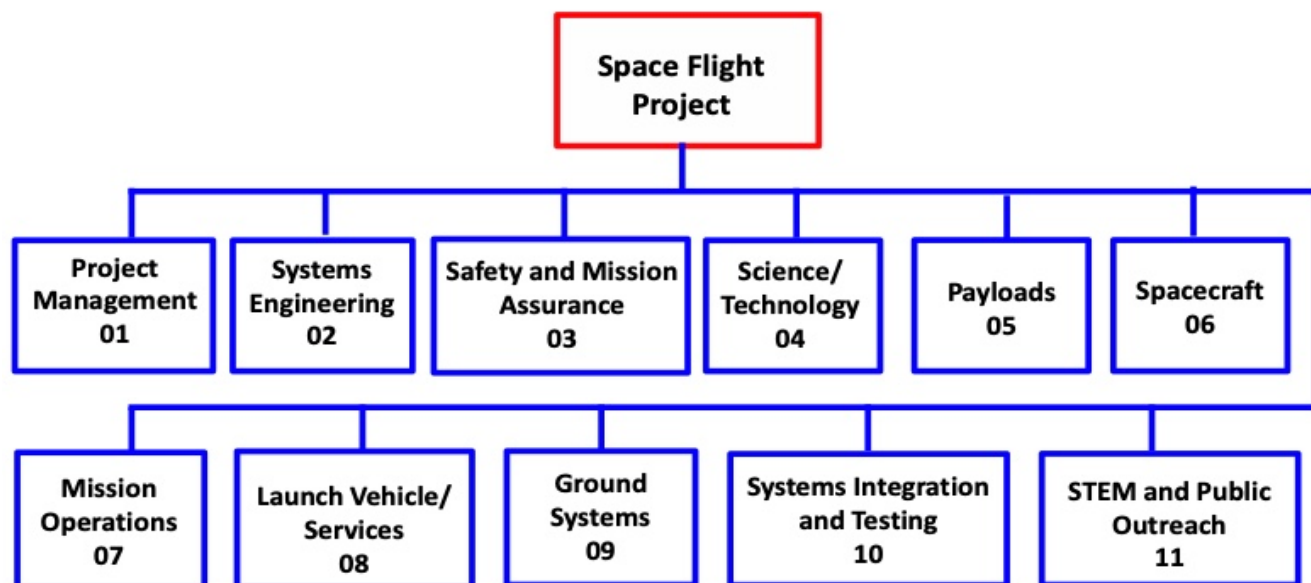 Space Flight
Project
Project
Management
01
Systems
Engineering
02
Safety and Mission
Assurance
03
Science/
Technology
04
Payloads
05
Spacecraft
06
Mission
Operations
07
Launch Vehicle/
Services
08
Ground
Systems
09
Systems Integration
and Testing
10
STEM and Public
Outreach
11